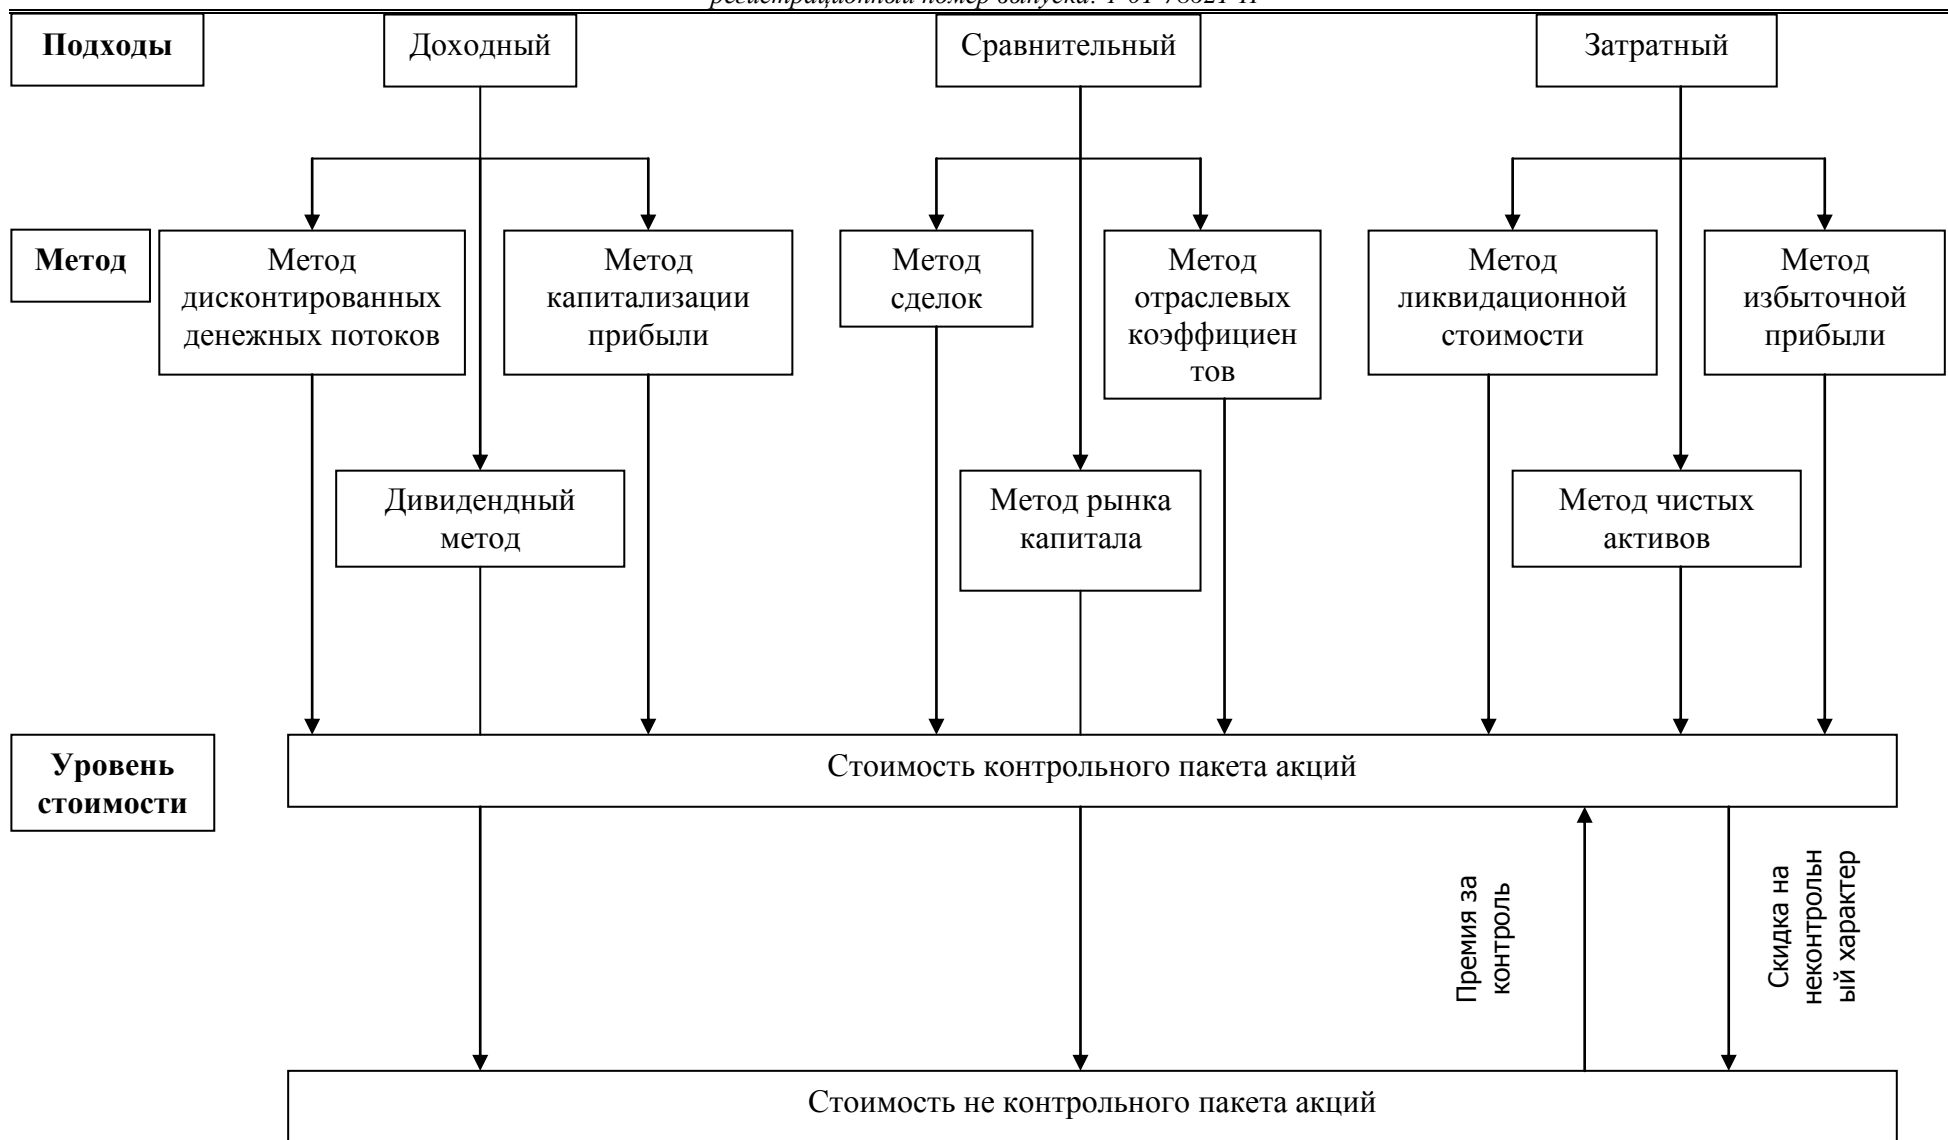 Подходы
Доходный
Сравнительный
Затратный
Метод
Метод
дисконтированных
денежных потоков
Метод
капитализации
прибыли
Метод
сделок
Метод
отраслевых
коэффициен
тов
Метод
ликвидационной
стоимости
Метод
избыточной
прибыли
Дивидендный
метод
Метод рынка
капитала
Метод чистых
активов
Уровень
стоимости
Стоимость контрольного пакета акций
Премия за
контроль
Скидка на
неконтрольн
ый характер
Стоимость не контрольного пакета акций